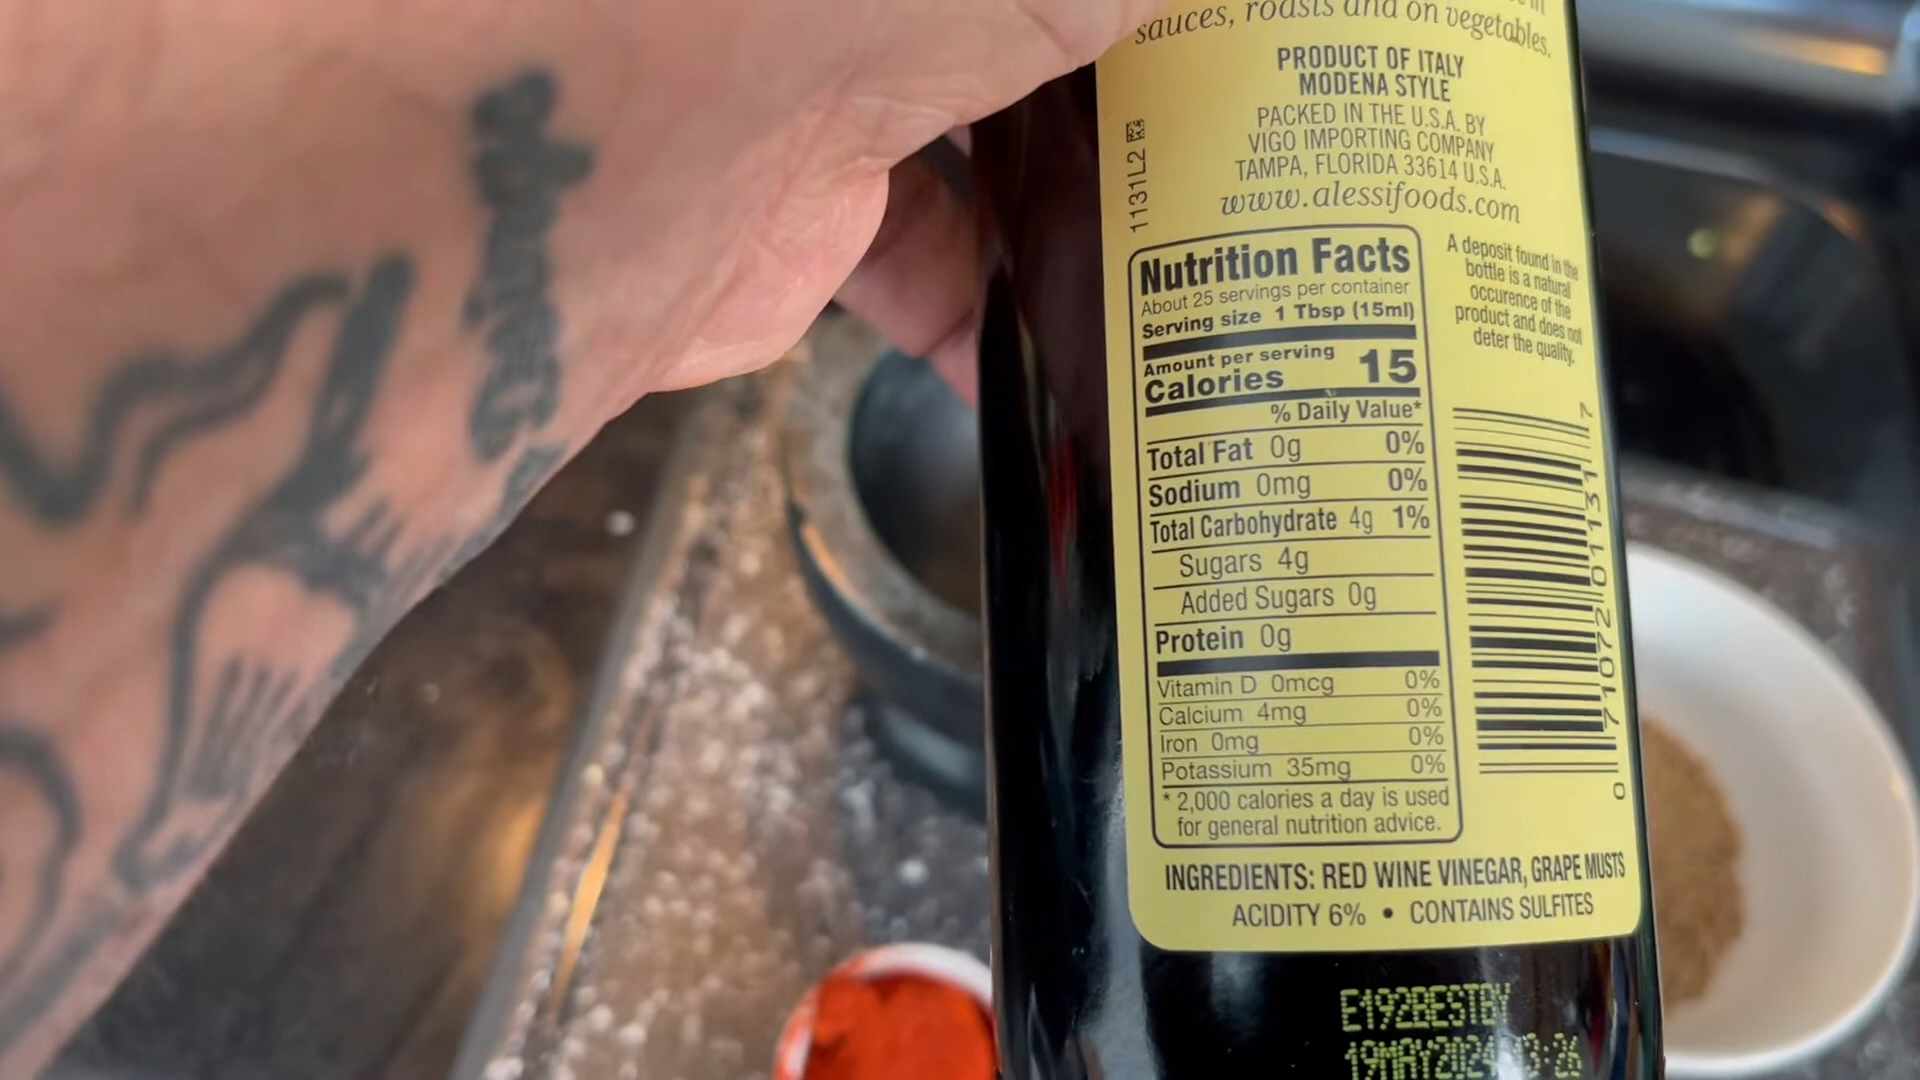 sauces, roasts and on vegetables.
PRODUCT OF ITALY
MODENA STYLE
PACKED IN THE U.S.A. BY
VIGO IMPORTING COMPANY
TAMPA, FLORIDA 33614 U.S.A.
www.alessifoods.com
1131L2
Nutrition Facts
About 25 servings per container
Serving size 1 Tbsp (15ml)
Amount per serving
Calories 15
% Daily Value*
Total Fat 0g 0%
Sodium 0mg 0%
Total Carbohydrate 4g 1%
Sugars 4g
Added Sugars 0g
Protein 0g
Vitamin D 0mcg 0%
Calcium 4mg 0%
Iron 0mg 0%
Potassium 35mg 0%
* 2,000 calories a day is used
for general nutrition advice.
A deposit found in the
bottle is a natural
occurence of the
product and does not
deter the quality.
0 71072 01131 7
INGREDIENTS: RED WINE VINEGAR, GRAPE MUSTS
ACIDITY 6% • CONTAINS SULFITES
E192BESTBY